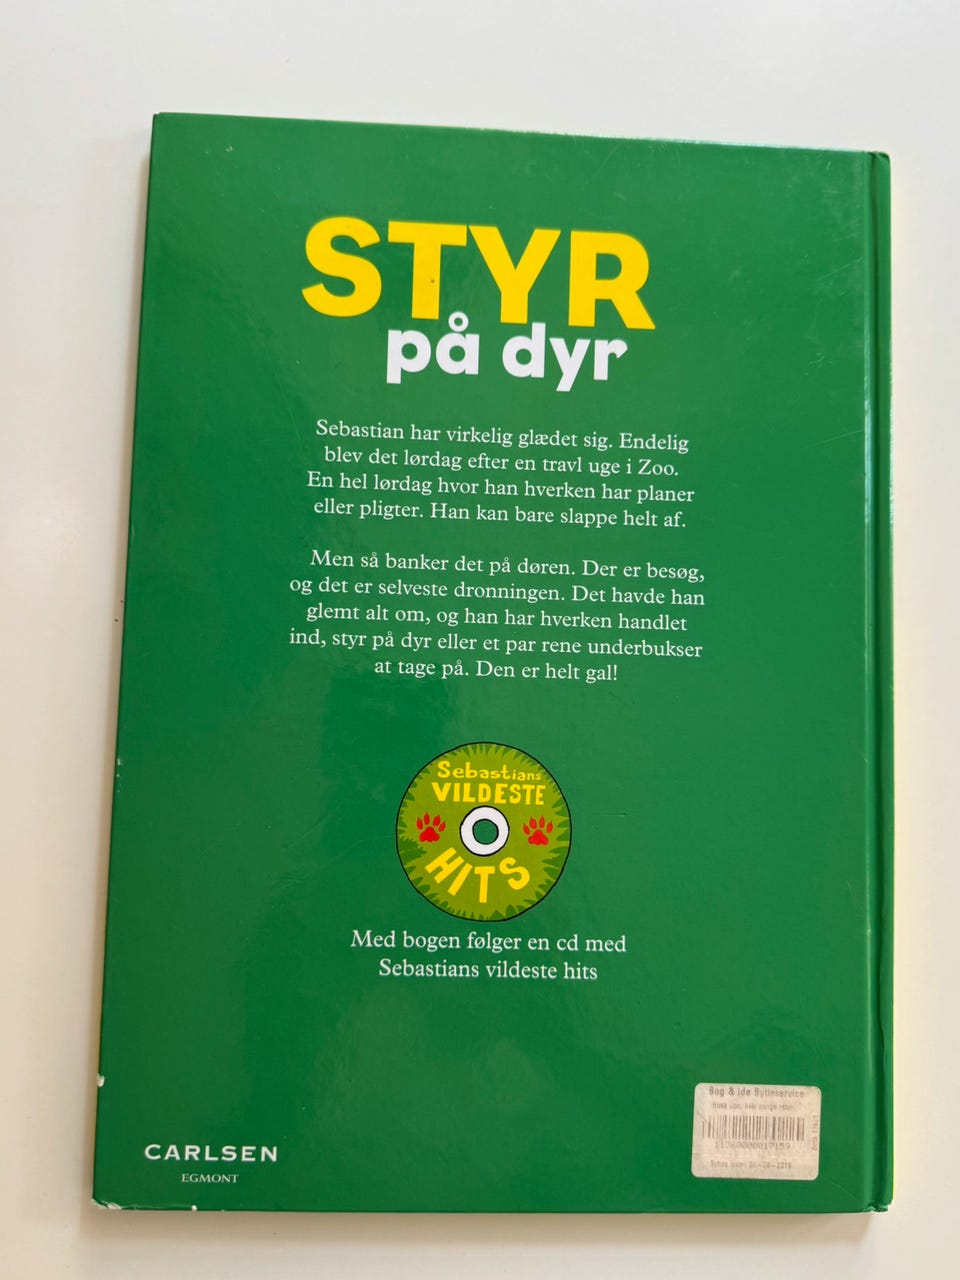 STYR
på dyr
Sebastian har virkelig glædet sig. Endelig
blev det lørdag efter en travl uge i Zoo.
En hel lørdag hvor han hverken har planer
eller pligter. Han kan bare slappe helt af.
Men så banker det på døren. Der er besøg,
og det er selveste dronningen. Det havde han
glemt alt om, og han har hverken handlet
ind, styr på dyr eller et par rene underbukser
at tage på. Den er helt gal!
Sebastians
VILDESTE
HITS
Med bogen følger en cd med
Sebastians vildeste hits
CARLSEN
EGMONT
Bog & Ide Bytteservice
11360000017159